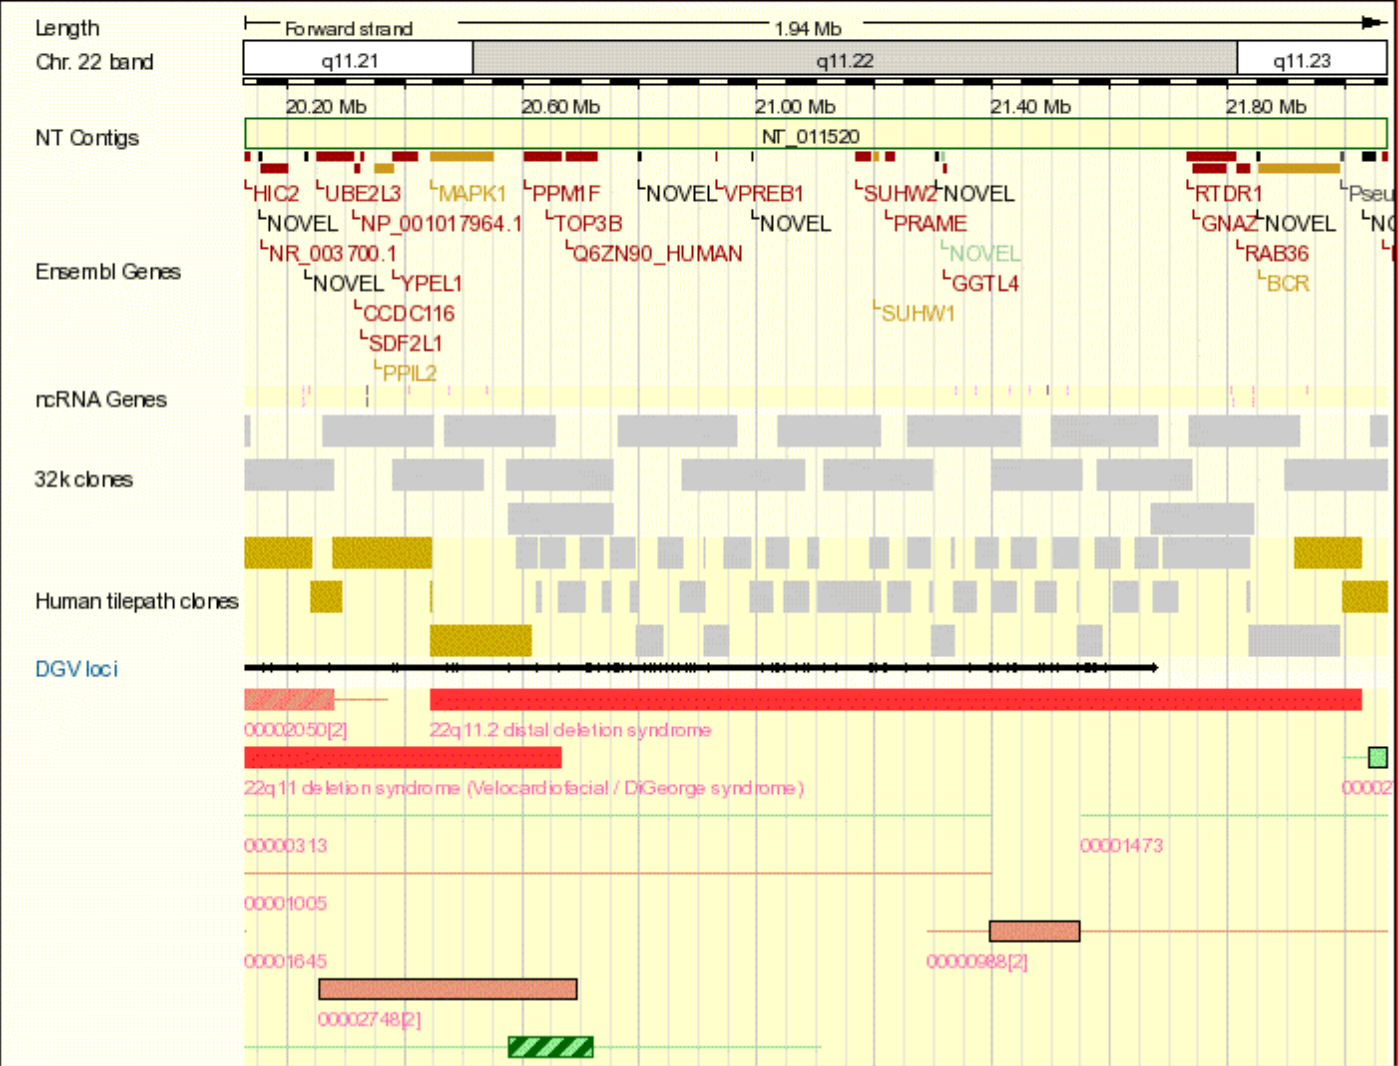 Length Forward strand 1.94 Mb
Chr. 22 band q11.21 q11.22 q11.23
20.20 Mb 20.60 Mb 21.00 Mb 21.40 Mb 21.80 Mb
NT Contigs NT_011520
HIC2 UBE2L3 MAPK1 PPM1F NOVEL VPREB1 SUHW2 NOVEL RTDR1 Pseu
NOVEL NP_001017964.1 TOP3B NOVEL PRAME GNAZ NOVEL NO
NR_003700.1 Q6ZN90_HUMAN NOVEL RAB36
Ensembl Genes
NOVEL YPEL1 GGTL4 BCR
CCDC116 SUHW1
SDF2L1
PPIL2
ncRNA Genes
32k clones
Human tilepath clones
DGV loci
00002050[2] 22q11.2 distal deletion syndrome
22q11 deletion syndrome (Velocardiofacial / DiGeorge syndrome) 00002
00000313 00001473
00001005
00001645 00000988[2]
00002748[2]